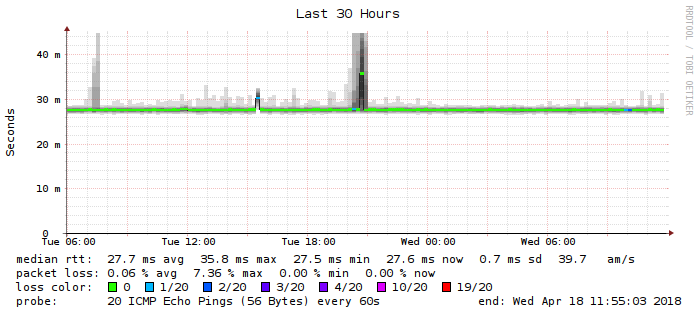 Last 30 Hours
RRDTOOL / TOBI OETIKER
Seconds
40 m
30 m
20 m
10 m
0
Tue 06:00 Tue 12:00 Tue 18:00 Wed 00:00 Wed 06:00
median rtt: 27.7 ms avg 35.8 ms max 27.5 ms min 27.6 ms now 0.7 ms sd 39.7 am/s
packet loss: 0.06 % avg 7.36 % max 0.00 % min 0.00 % now
loss color: 0 1/20 2/20 3/20 4/20 10/20 19/20
probe: 20 ICMP Echo Pings (56 Bytes) every 60s end: Wed Apr 18 11:55:03 2018